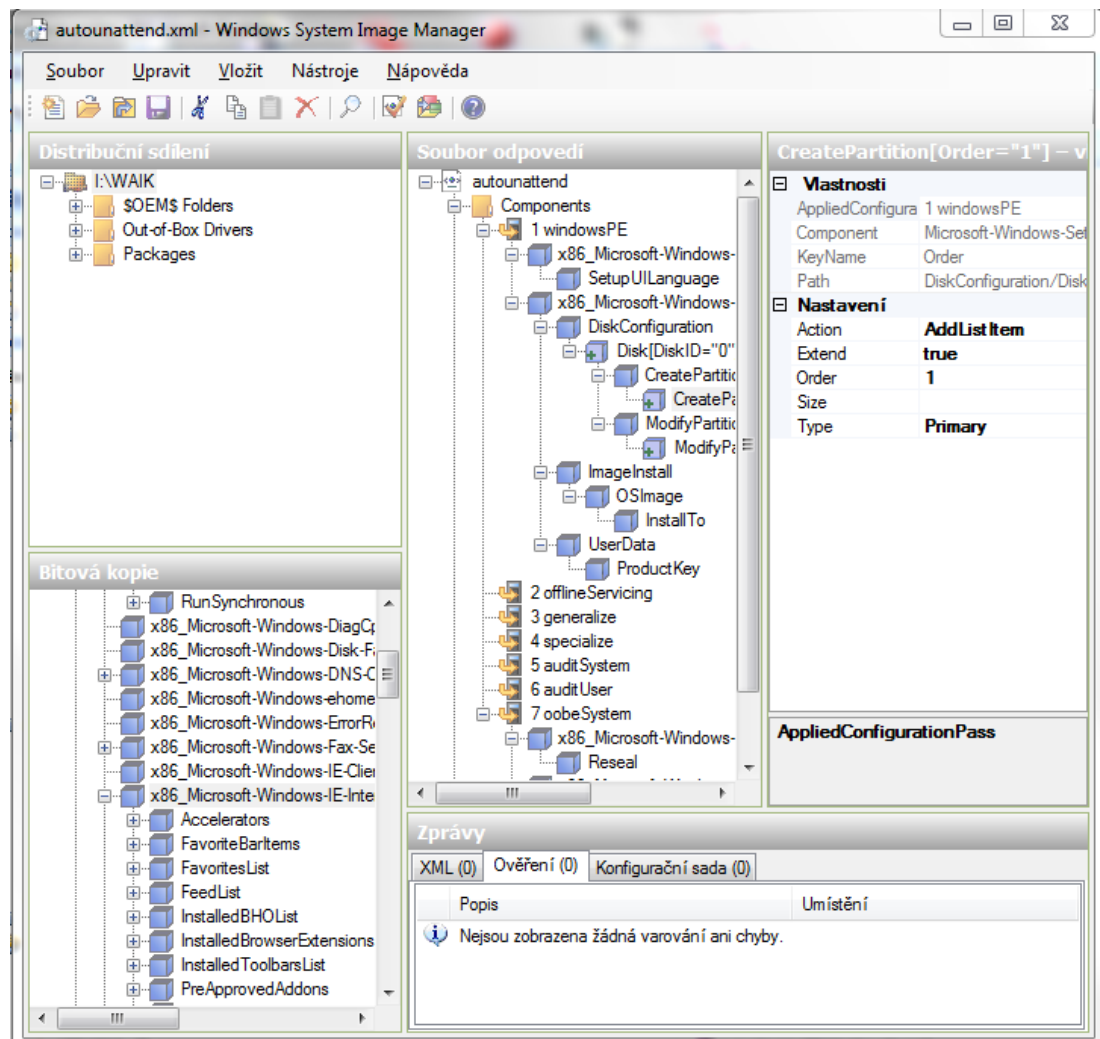 autounattend.xml - Windows System Image Manager
Soubor Upravit Vložit Nástroje Nápověda
Distribuční sdílení
I:\WAIK
$OEM$ Folders
Out-of-Box Drivers
Packages
Bitová kopie
RunSynchronous
x86_Microsoft-Windows-DiagCp
x86_Microsoft-Windows-Disk-Fa
x86_Microsoft-Windows-DNS-C
x86_Microsoft-Windows-ehome
x86_Microsoft-Windows-ErrorRe
x86_Microsoft-Windows-Fax-Se
x86_Microsoft-Windows-IE-Clien
x86_Microsoft-Windows-IE-Inte
Accelerators
FavoriteBarItems
FavoritesList
FeedList
InstalledBHOList
InstalledBrowserExtensions
InstalledToolbarsList
PreApprovedAddons
Soubor odpovedí
autounattend
Components
1 windowsPE
x86_Microsoft-Windows-
SetupUILanguage
x86_Microsoft-Windows-
DiskConfiguration
Disk[DiskID="0"
CreatePartitio
CreatePa
ModifyPartitio
ModifyPa
ImageInstall
OSImage
InstallTo
UserData
ProductKey
2 offlineServicing
3 generalize
4 specialize
5 auditSystem
6 auditUser
7 oobeSystem
x86_Microsoft-Windows-
Reseal
CreatePartition[Order="1"] – v
Vlastnosti
AppliedConfigura 1 windowsPE
Component Microsoft-Windows-Set
KeyName Order
Path DiskConfiguration/Disk
Nastavení
Action AddListItem
Extend true
Order 1
Size
Type Primary
AppliedConfigurationPass
Zprávy
XML (0) Ověření (0) Konfigurační sada (0)
Popis Umístění
Nejsou zobrazena žádná varování ani chyby.